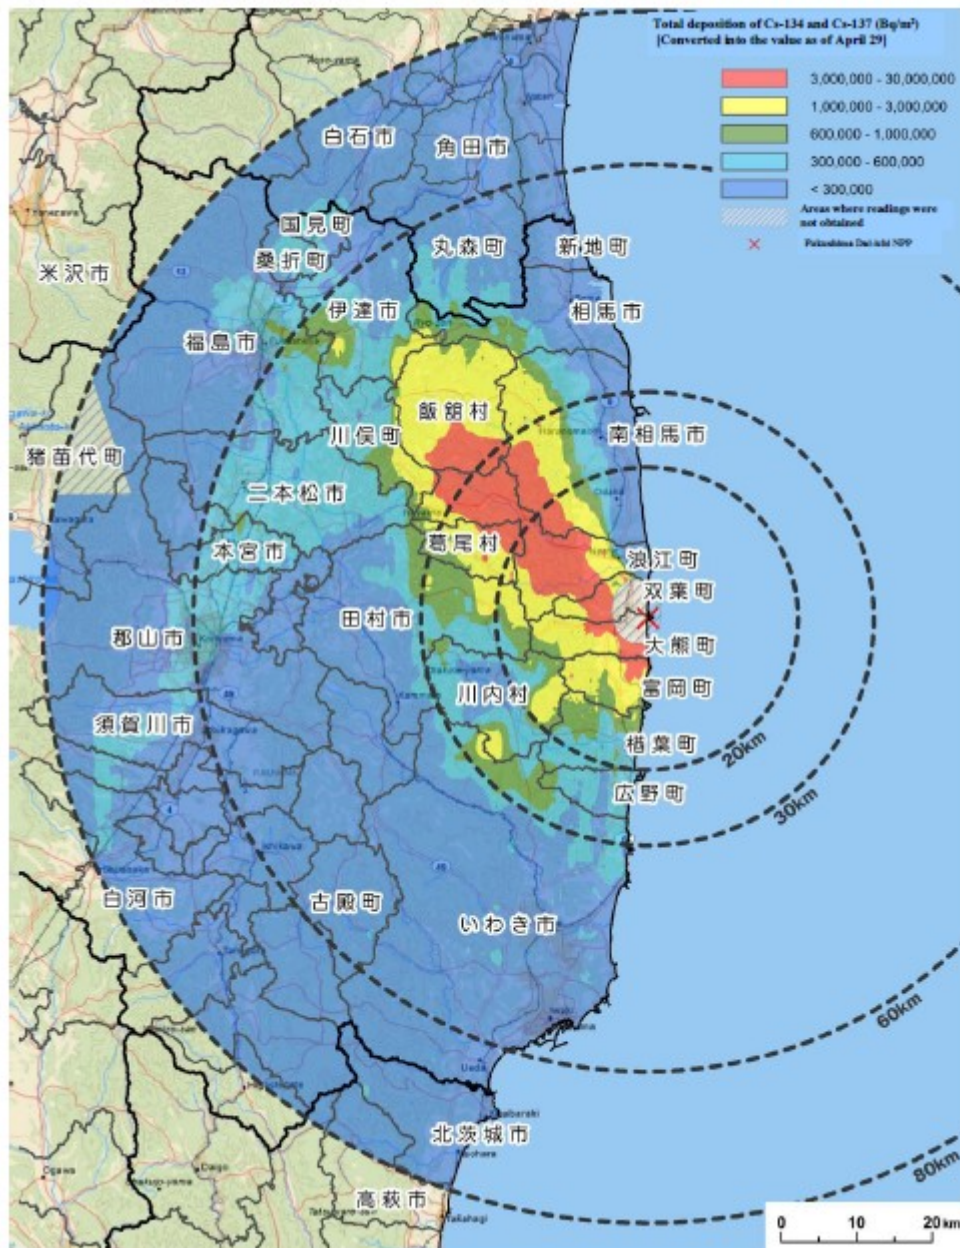 Total deposition of Cs-134 and Cs-137 (Bq/m²)
[Converted into the value as of April 29]
3,000,000 - 30,000,000
1,000,000 - 3,000,000
600,000 - 1,000,000
300,000 - 600,000
< 300,000
Areas where readings were
not obtained
Fukushima Dai-ichi NPP
白石市
角田市
国見町
丸森町
新地町
桑折町
米沢市
伊達市
相馬市
福島市
飯舘村
川俣町
南相馬市
猪苗代町
二本松市
本宮市
葛尾村
浪江町
双葉町
田村市
郡山市
大熊町
川内村
富岡町
須賀川市
楢葉町
20km
広野町
30km
49
4
白河市
古殿町
49
いわき市
60km
Ueda
北茨城市
80km
Ogawa
Daigo
高萩市
0 10 20 km